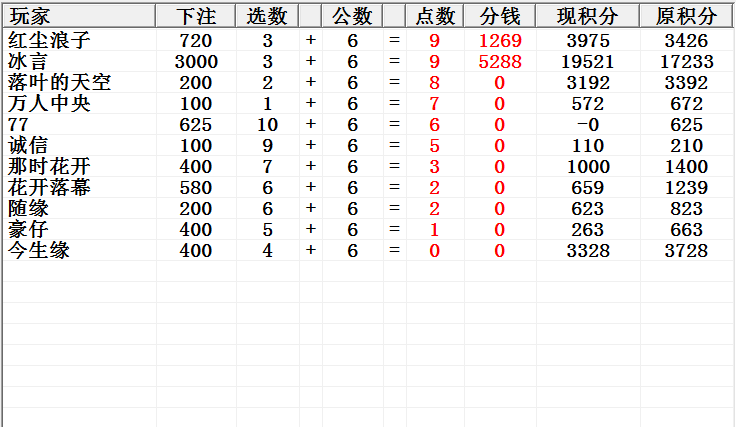 玩家 下注 选数 公数 点数 分钱 现积分 原积分
红尘浪子 720 3 + 6 = 9 1269 3975 3426
冰言 3000 3 + 6 = 9 5288 19521 17233
落叶的天空 200 2 + 6 = 8 0 3192 3392
万人中央 100 1 + 6 = 7 0 572 672
77 625 10 + 6 = 6 0 -0 625
诚信 100 9 + 6 = 5 0 110 210
那时花开 400 7 + 6 = 3 0 1000 1400
花开落幕 580 6 + 6 = 2 0 659 1239
随缘 200 6 + 6 = 2 0 623 823
豪仔 400 5 + 6 = 1 0 263 663
今生缘 400 4 + 6 = 0 0 3328 3728